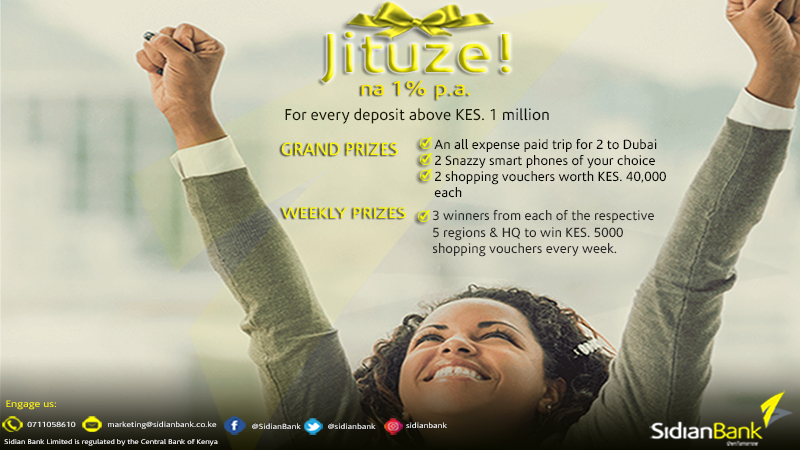 Jituze!
na 1% p.a.
For every deposit above KES. 1 million
GRAND PRIZES
An all expense paid trip for 2 to Dubai
2 Snazzy smart phones of your choice
2 shopping vouchers worth KES. 40,000
each
WEEKLY PRIZES
3 winners from each of the respective
5 regions & HQ to win KES. 5000
shopping vouchers every week.
Engage us:
0711058610 marketing@sidianbank.co.ke @SidianBank @sidianbank sidianbank
Sidian Bank Limited is regulated by the Central Bank of Kenya
SidianBank
SidianBank